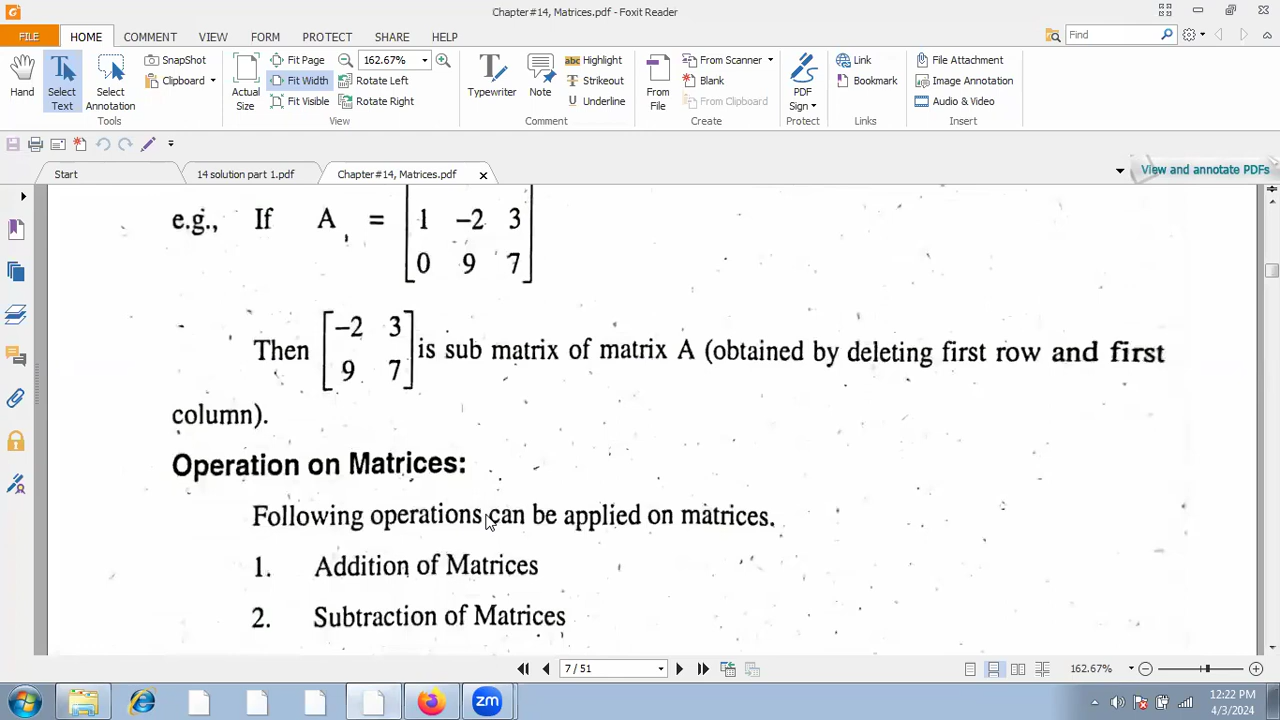 Chapter#14, Matrices.pdf - Foxit Reader
FILE HOME COMMENT VIEW FORM PROTECT SHARE HELP
Find
Hand
Select Text
Select Annotation
SnapShot
Clipboard
Tools
Actual Size
Fit Page
Fit Width
Fit Visible
162.67%
Rotate Left
Rotate Right
View
Typewriter
Note
Highlight
Strikeout
Underline
Comment
From File
From Scanner
Blank
From Clipboard
Create
PDF Sign
Protect
Link
Bookmark
Links
File Attachment
Image Annotation
Audio & Video
Insert
Start
14 solution part 1.pdf
Chapter#14, Matrices.pdf
View and annotate PDFs
e.g., If A = 1 -2 3
0 9 7
Then -2 3
9 7
is sub matrix of matrix A (obtained by deleting first row and first
column).
Operation on Matrices:
Following operations can be applied on matrices.
1. Addition of Matrices
2. Subtraction of Matrices
7 / 51
162.67%
zm
12:22 PM
4/3/2024